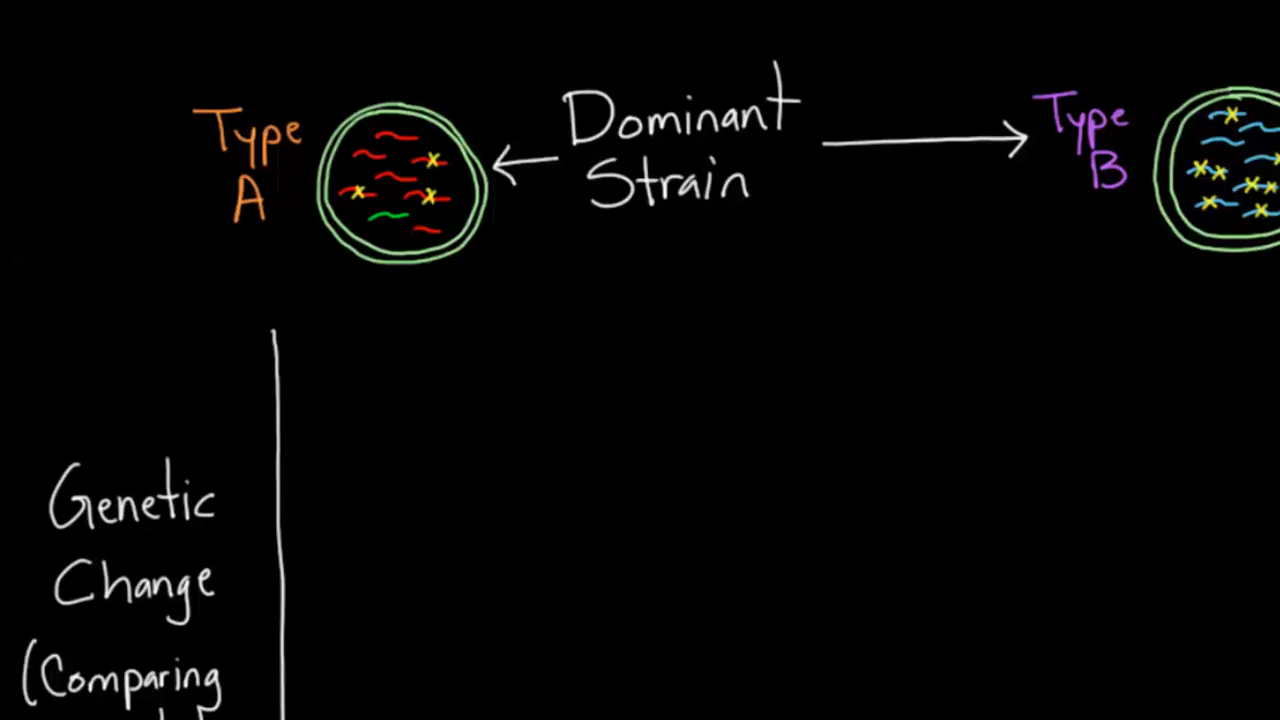 Type
A
Dominant
Strain
Type
B
Genetic
Change
(Comparing